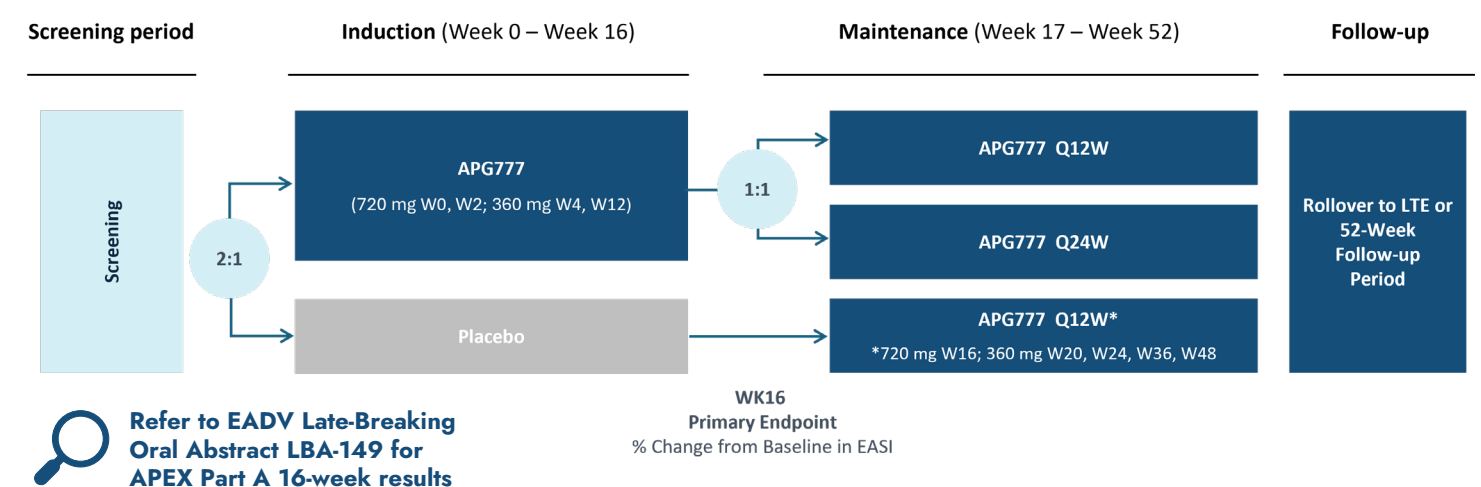 Screening period
Induction (Week 0 – Week 16)
Maintenance (Week 17 – Week 52)
Follow-up
Screening
2:1
APG777
(720 mg W0, W2; 360 mg W4, W12)
Placebo
1:1
APG777 Q12W
APG777 Q24W
APG777 Q12W*
*720 mg W16; 360 mg W20, W24, W36, W48
Rollover to LTE or
52-Week
Follow-up
Period
WK16
Primary Endpoint
% Change from Baseline in EASI
Refer to EADV Late-Breaking
Oral Abstract LBA-149 for
APEX Part A 16-week results